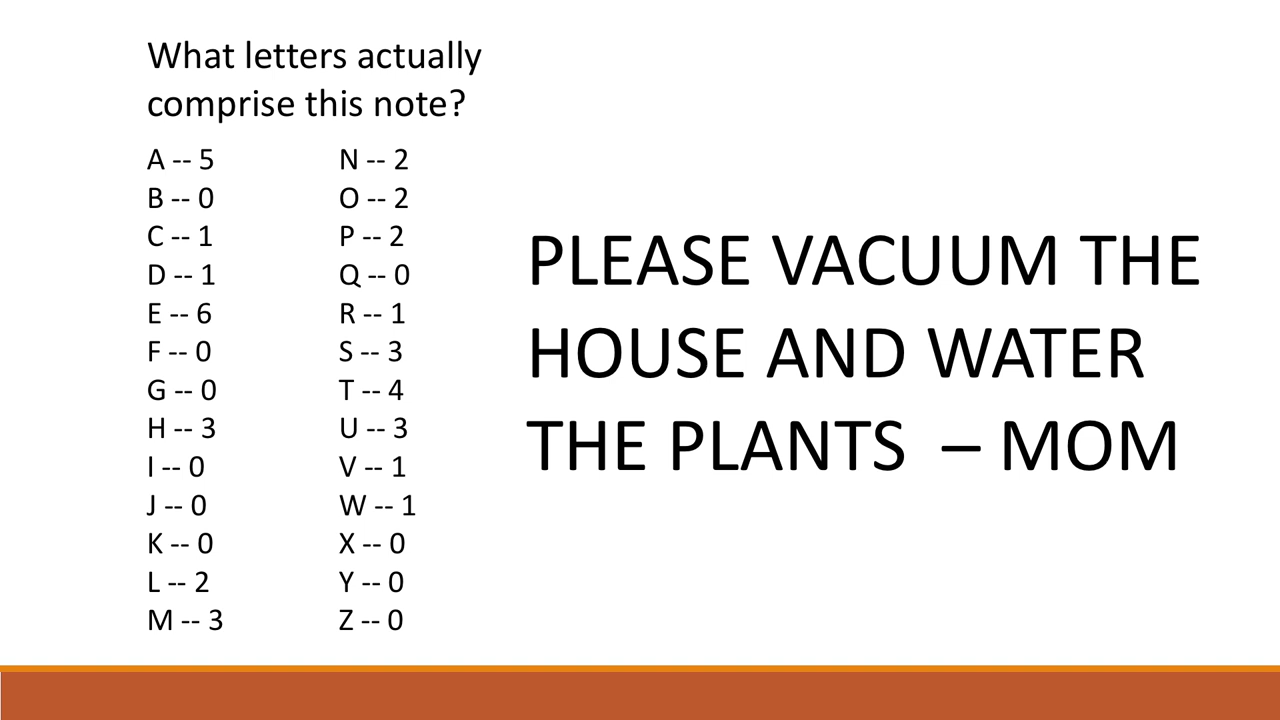 What letters actually
comprise this note?
A -- 5
B -- 0
C -- 1
D -- 1
E -- 6
F -- 0
G -- 0
H -- 3
I -- 0
J -- 0
K -- 0
L -- 2
M -- 3
N -- 2
O -- 2
P -- 2
Q -- 0
R -- 1
S -- 3
T -- 4
U -- 3
V -- 1
W -- 1
X -- 0
Y -- 0
Z -- 0
PLEASE VACUUM THE
HOUSE AND WATER
THE PLANTS – MOM